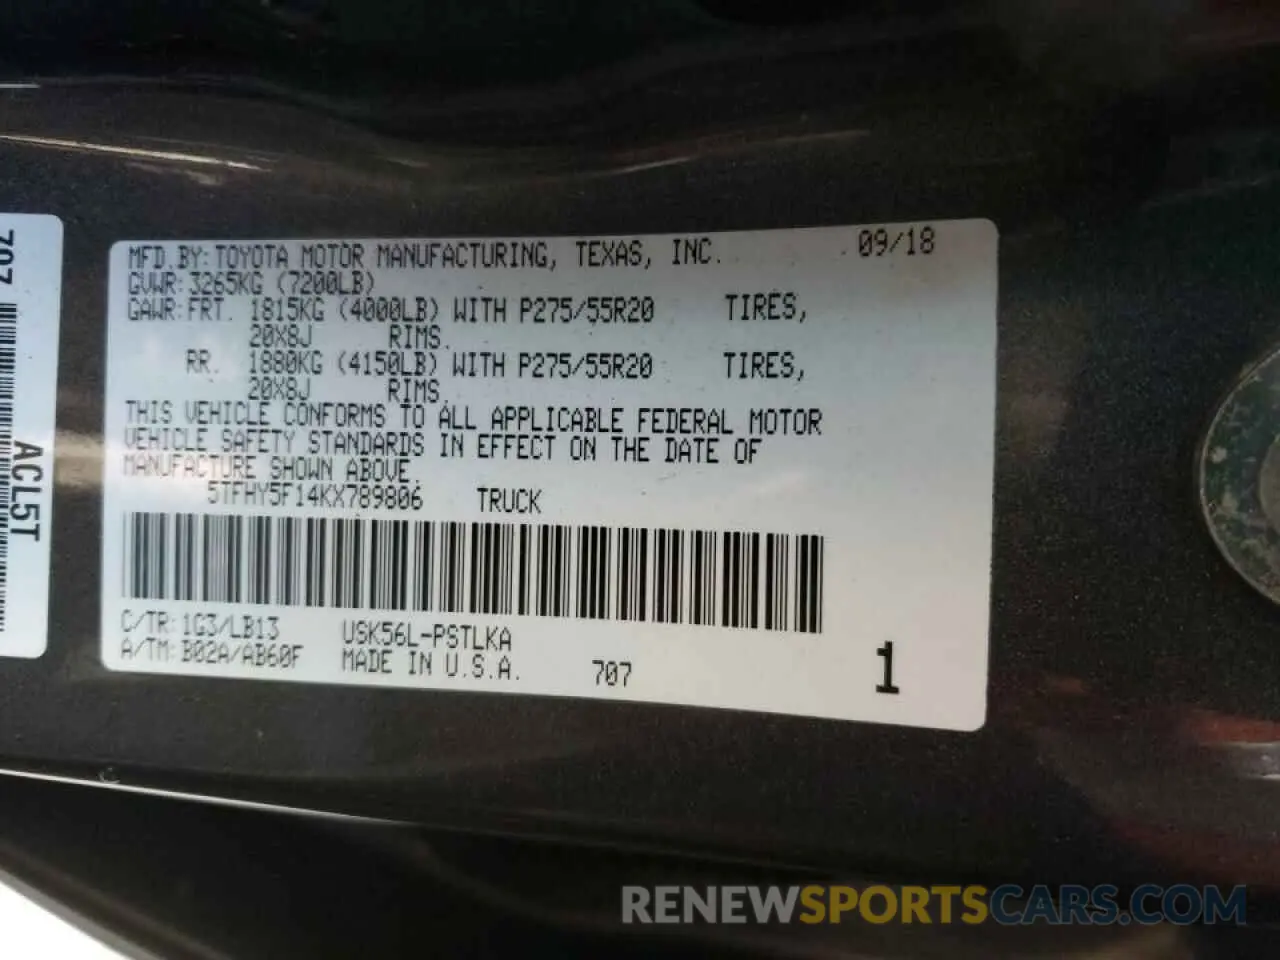 MFD. BY: TOYOTA MOTOR MANUFACTURING, TEXAS, INC. 09/18
GVWR: 3265KG (7200LB)
GAWR: FRT. 1815KG (4000LB) WITH P275/55R20 TIRES,
20X8J RIMS.
RR. 1880KG (4150LB) WITH P275/55R20 TIRES,
20X8J RIMS.
THIS VEHICLE CONFORMS TO ALL APPLICABLE FEDERAL MOTOR
VEHICLE SAFETY STANDARDS IN EFFECT ON THE DATE OF
MANUFACTURE SHOWN ABOVE.
5TFHY5F14KX789806 TRUCK
C/TR: 1G3/LB13 USK56L-PSTLKA
A/TM: B02A/AB60F MADE IN U.S.A. 707
1
707
ACL5T
RENEWSPORTSCARS.COM